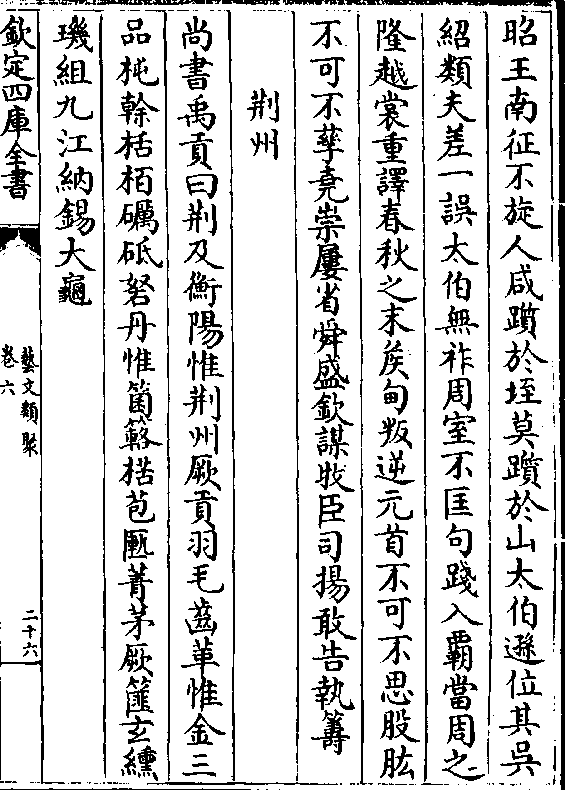 昭王南征不旋人咸躓於垤莫躓於山太伯遜位其吳
紹類夫差一誤太伯無祚周室不匡句踐入霸當周之
隆越裳重譯春秋之末侯甸叛逆元首不可不思股肱
不可不孳堯崇屢省舜盛欽謀牧臣司揚敢告執籌
荆州
尚書禹貢曰荆及衡陽惟荆州厥貢羽毛齒革惟金三
品杶榦栝栢礪砥砮丹惟箘簵楛苞匭菁茅厥篚玄纁
璣組九江納錫大龜
欽定四庫全書
藝文類聚
卷六
二十六